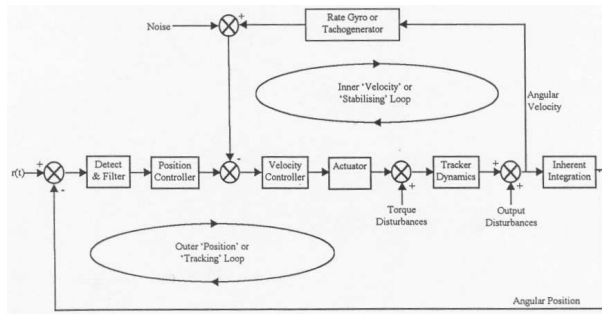 Rate Gyro or
Tachogenerator
Noise
+
Inner 'Velocity' or
'Stabilising' Loop
Angular
Velocity
-
r(t)
+
-
Detect
& Filter
Position
Controller
Velocity
Controller
Actuator
+
Tracker
Dynamics
+
+
Inherent
Integration
Torque
Disturbances
Output
Disturbances
Outer 'Position' or
'Tracking' Loop
Angular Position